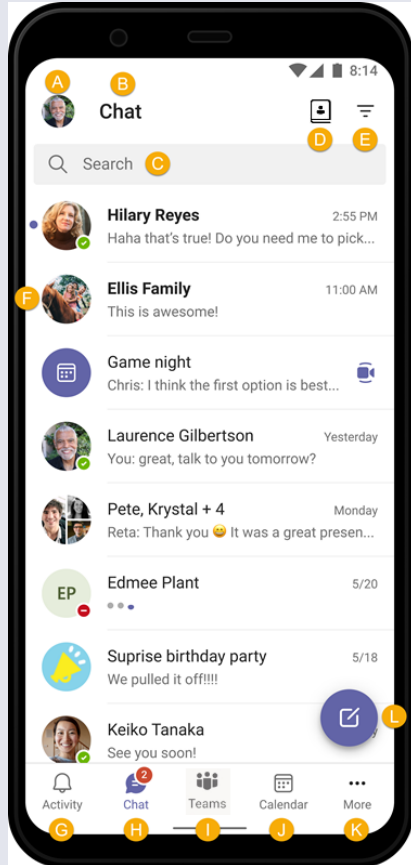 8:14
A
B
Chat
D
E
Search C
Hilary Reyes 2:55 PM
Haha that's true! Do you need me to pick...
F
Ellis Family 11:00 AM
This is awesome!
Game night
Chris: I think the first option is best...
Laurence Gilbertson Yesterday
You: great, talk to you tomorrow?
Pete, Krystal + 4 Monday
Reta: Thank you 😀 It was a great presen...
EP
Edmee Plant 5/20
Suprise birthday party 5/18
We pulled it off!!!!
L
Keiko Tanaka
See you soon!
2
Activity Chat Teams Calendar More
G H I J K